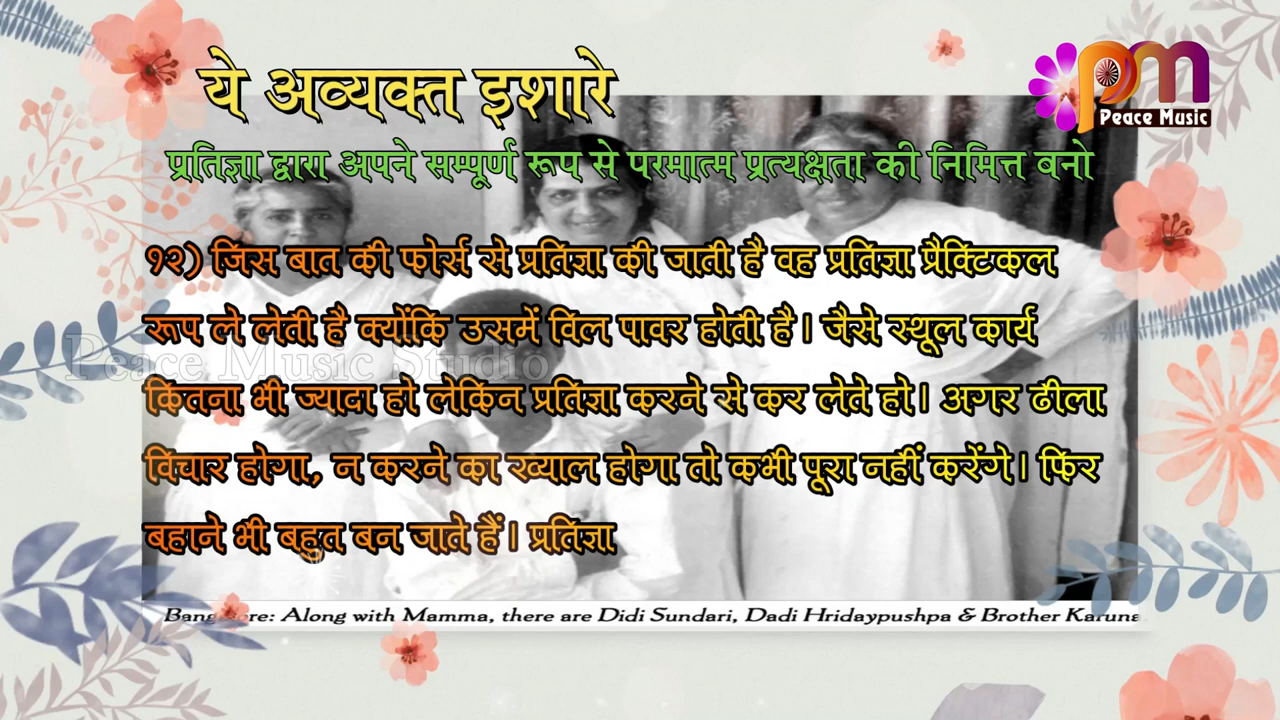 ये अव्यक्त इशारे
pm
Peace Music
प्रतिज्ञा द्वारा अपने सम्पूर्ण रूप से परमात्म प्रत्यक्षता की निमित्त बनो
१२) जिस बात की फोर्स से प्रतिज्ञा की जाती है वह प्रतिज्ञा प्रैक्टिकल
रूप ले लेती है क्योंकि उसमें विल पावर होती है। जैसे स्थूल कार्य
Peace Music Studio
कितना भी ज्यादा हो लेकिन प्रतिज्ञा करने से कर लेते हो। अगर ढीला
विचार होगा, न करने का ख्याल होगा तो कभी पूरा नहीं करेंगे। फिर
बहाने भी बहुत बन जाते हैं। प्रतिज्ञा
Bangalore: Along with Mamma, there are Didi Sundari, Dadi Hridaypushpa & Brother Karuna